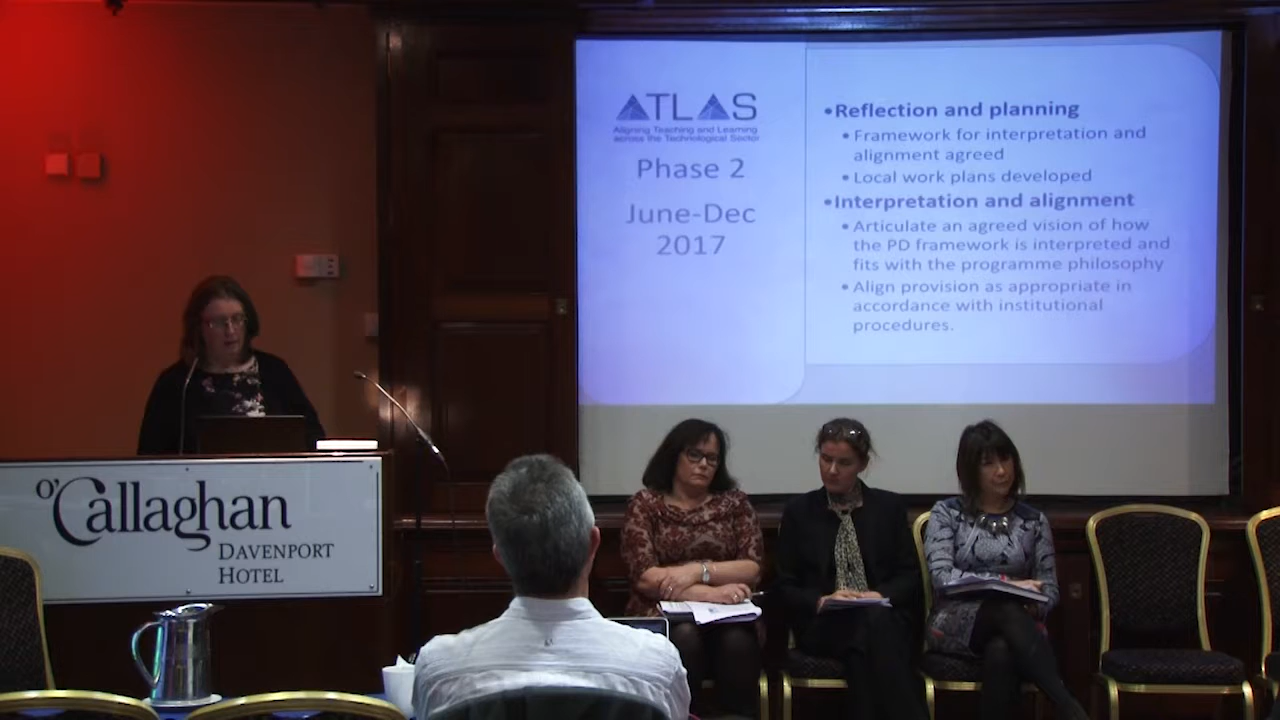 ATLAS
Aligning Teaching and Learning
across the Technological Sector
Phase 2
June-Dec
2017
•Reflection and planning
•Framework for interpretation and
alignment agreed
•Local work plans developed
•Interpretation and alignment
•Articulate an agreed vision of how
the PD framework is interpreted and
fits with the programme philosophy
•Align provision as appropriate in
accordance with institutional
procedures.
O'Callaghan
DAVENPORT
HOTEL